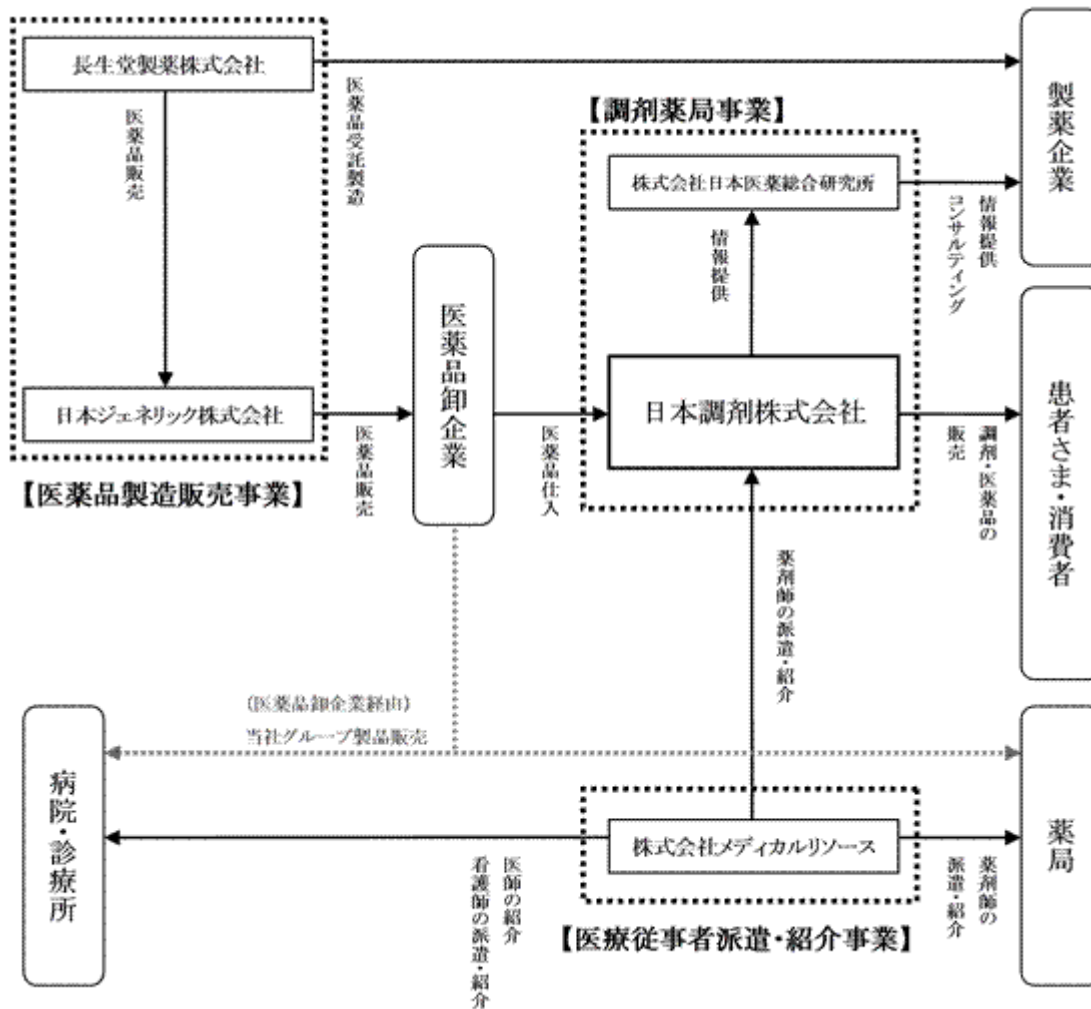 長生堂製薬株式会社
医薬品販売
医薬品受託製造
製薬企業
【調剤薬局事業】
株式会社日本医薬総合研究所
情報提供
コンサルティング
情報提供
医薬品卸企業
日本ジェネリック株式会社
医薬品販売
医薬品仕入
日本調剤株式会社
調剤・医薬品の
販売
患者さま・消費者
【医薬品製造販売事業】
薬剤師の派遣・紹介
(医薬品卸企業経由)
当社グループ製品販売
病院・診療所
株式会社メディカルリソース
医師の紹介
看護師の派遣・紹介
薬剤師の
派遣・紹介
薬局
【医療従事者派遣・紹介事業】